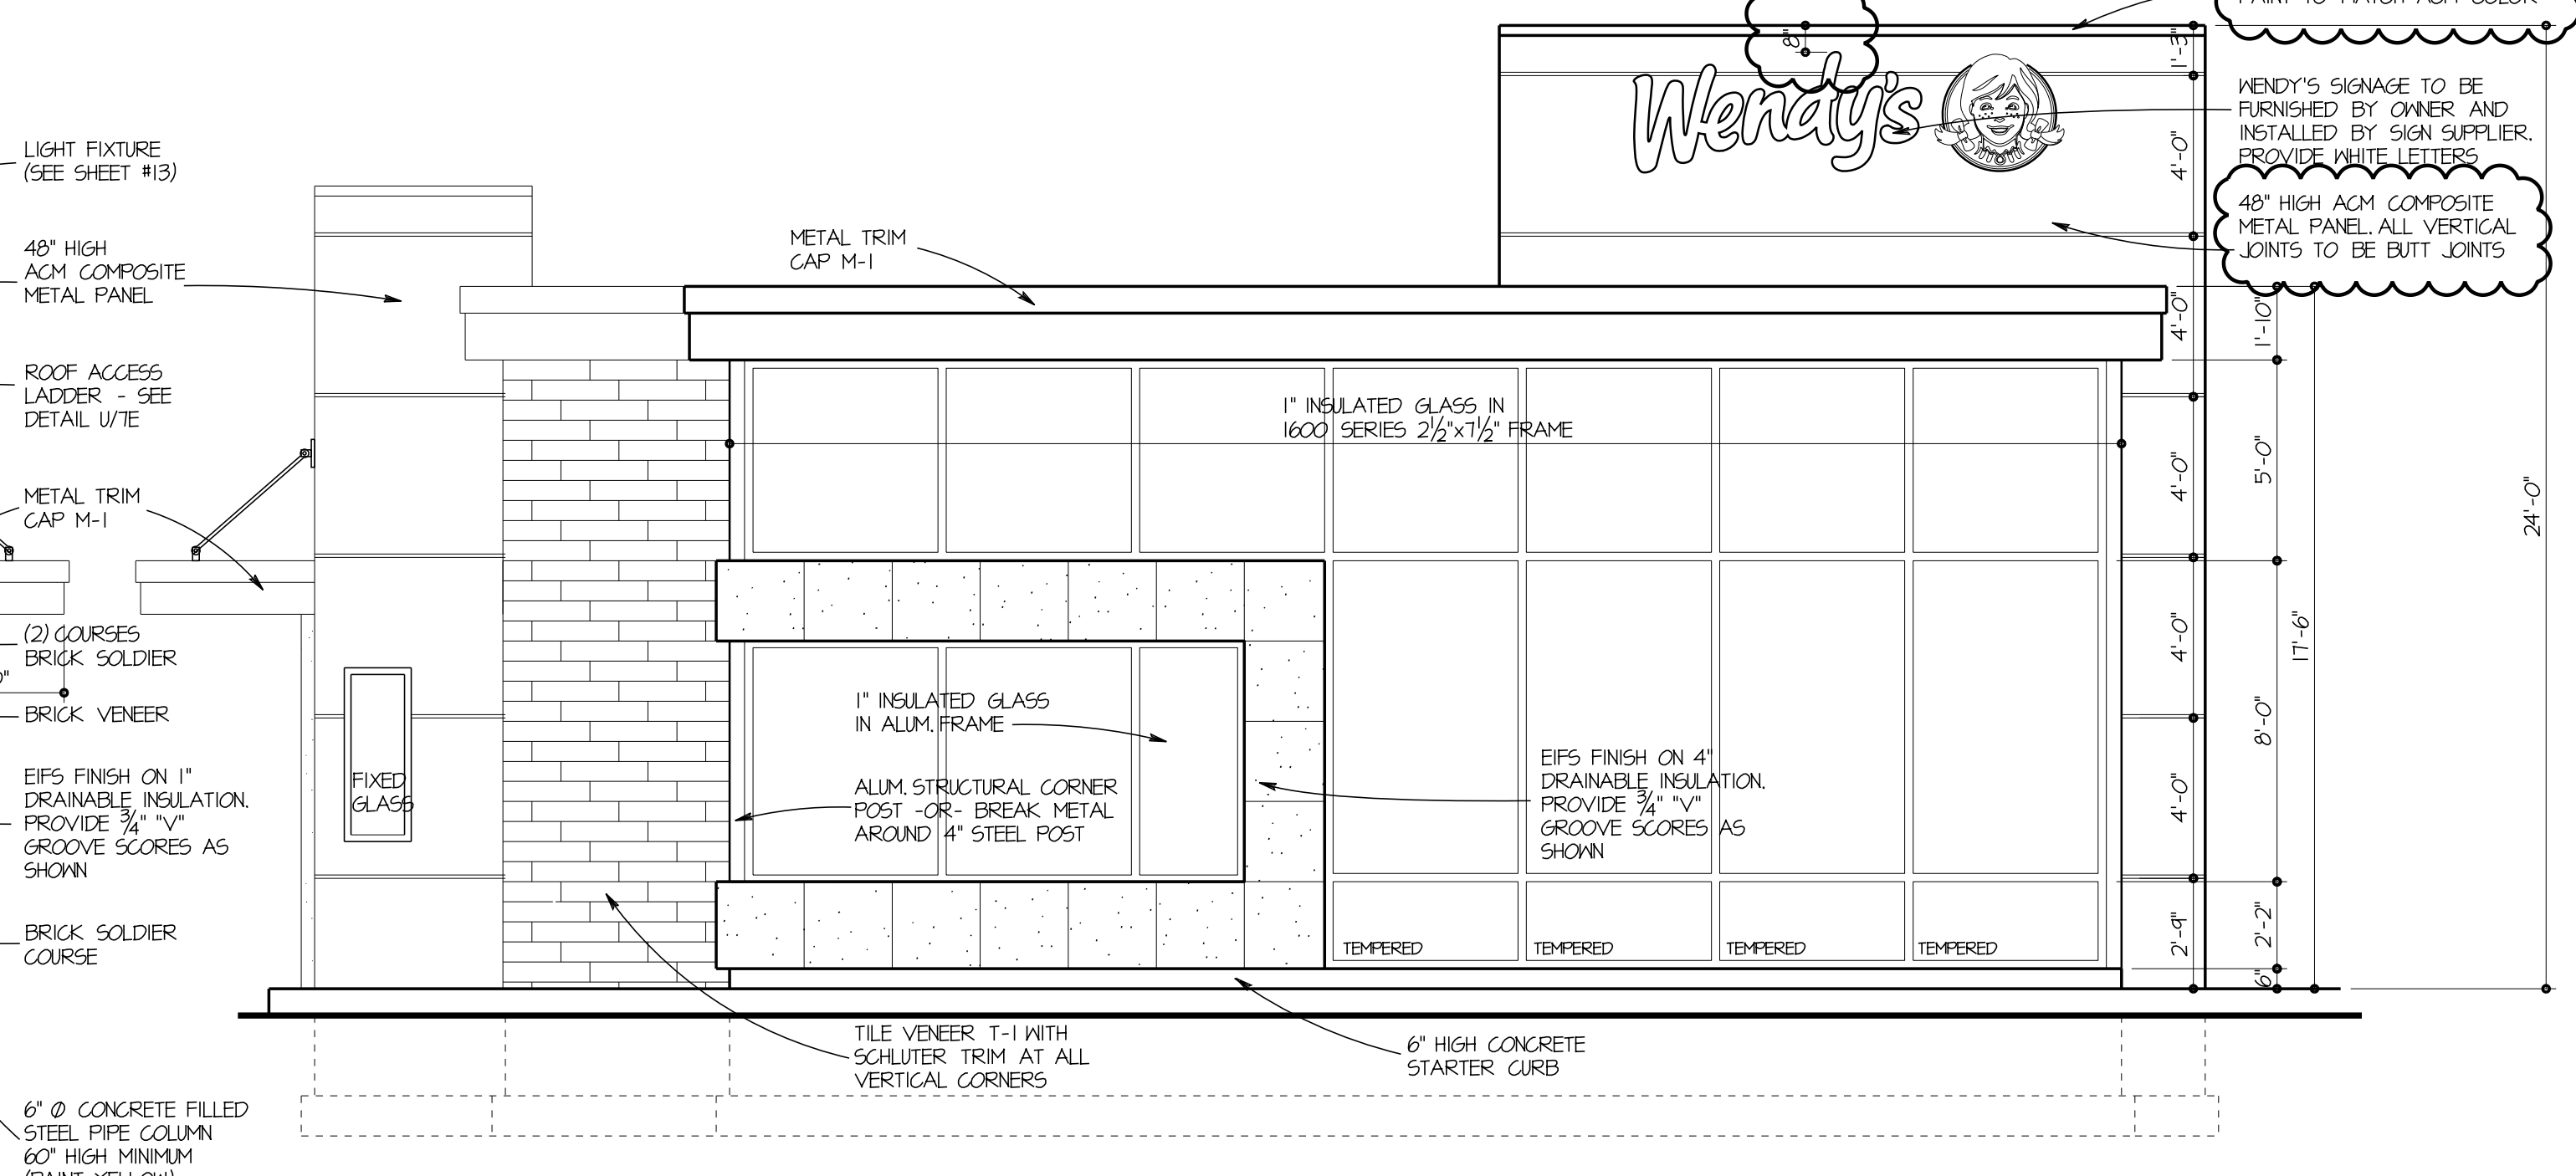 LIGHT FIXTURE
(SEE SHEET #13)
48" HIGH
ACM COMPOSITE
METAL PANEL
ROOF ACCESS
LADDER - SEE
DETAIL U/7E
METAL TRIM
CAP M-1
(2) COURSES
BRICK SOLDIER
BRICK VENEER
EIFS FINISH ON 1"
DRAINABLE INSULATION.
PROVIDE 3/4" "V"
GROOVE SCORES AS
SHOWN
BRICK SOLDIER
COURSE
6" Ø CONCRETE FILLED
STEEL PIPE COLUMN
60" HIGH MINIMUM
FIXED
GLASS
METAL TRIM
CAP M-1
1" INSULATED GLASS IN
1600 SERIES 2 1/2"x7 1/2" FRAME
1" INSULATED GLASS
IN ALUM. FRAME
ALUM. STRUCTURAL CORNER
POST -OR- BREAK METAL
AROUND 4" STEEL POST
EIFS FINISH ON 4"
DRAINABLE INSULATION.
PROVIDE 3/4" "V"
GROOVE SCORES AS
SHOWN
TEMPERED
TEMPERED
TEMPERED
TEMPERED
TILE VENEER T-1 WITH
SCHLUTER TRIM AT ALL
VERTICAL CORNERS
6" HIGH CONCRETE
STARTER CURB
8"
Wendy's
WENDY'S SIGNAGE TO BE
FURNISHED BY OWNER AND
INSTALLED BY SIGN SUPPLIER.
PROVIDE WHITE LETTERS
48" HIGH ACM COMPOSITE
METAL PANEL. ALL VERTICAL
JOINTS TO BE BUTT JOINTS
1'-3"
4'-0"
4'-0"
4'-0"
4'-0"
4'-0"
2'-9"
1'-10"
5'-0"
8'-0"
2'-2"
6"
17'-6"
24'-0"